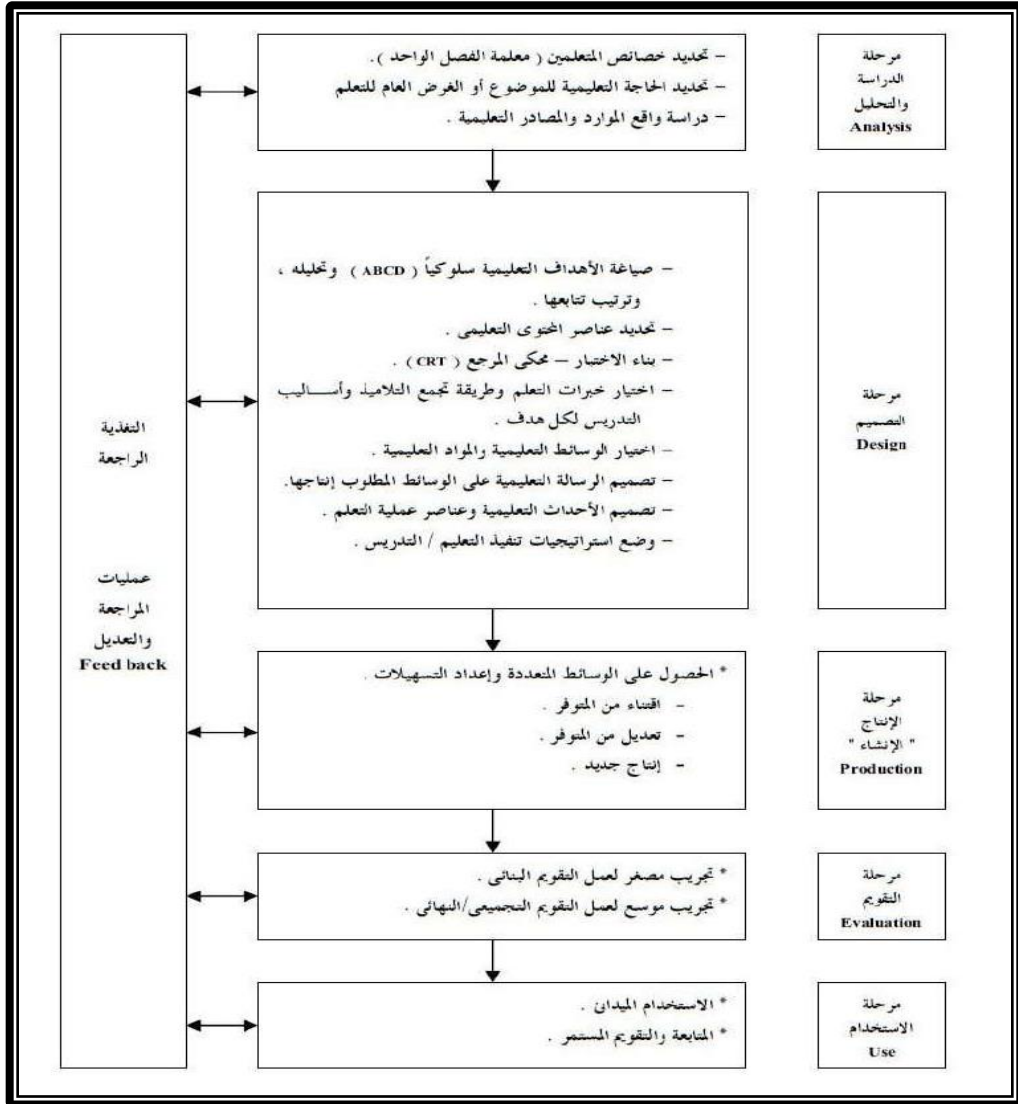 مرحلة
الدراسة
والتحليل
Analysis
– تحديد خصائص المتعلمين ( معلمة الفصل الواحد ).
– تحديد الحاجة التعليمية للموضوع أو الغرض العام للتعلم
– دراسة واقع الموارد والمصادر التعليمية .
مرحلة
التصميم
Design
– صياغة الأهداف التعليمية سلوكياً ( ABCD ) وتحليله ،
وترتيب تتابعها .
– تحديد عناصر المحتوى التعليمى .
– بناء الاختبار – محكى المرجع ( CRT ) .
– اختيار خبرات التعلم وطريقة تجمع التلاميذ وأساليب
التدريس لكل هدف .
– اختيار الوسائط التعليمية والمواد التعليمية .
– تصميم الرسالة التعليمية على الوسائط المطلوب إنتاجها.
– تصميم الأحداث التعليمية وعناصر عملية التعلم .
– وضع استراتيجيات تنفيذ التعليم / التدريس .
مرحلة
الإنتاج
" الإنشاء "
Production
* الحصول على الوسائط المتعددة وإعداد التسهيلات .
– اقتناء من المتوفر .
– تعديل من المتوفر .
– إنتاج جديد .
مرحلة
التقويم
Evaluation
* تجريب مصغر لعمل التقويم البنائى .
* تجريب موسع لعمل التقويم التجميعى/النهائى .
مرحلة
الاستخدام
Use
* الاستخدام الميدانى .
* المتابعة والتقويم المستمر .
التغذية
الراجعة
عمليات
المراجعة
والتعديل
Feed back